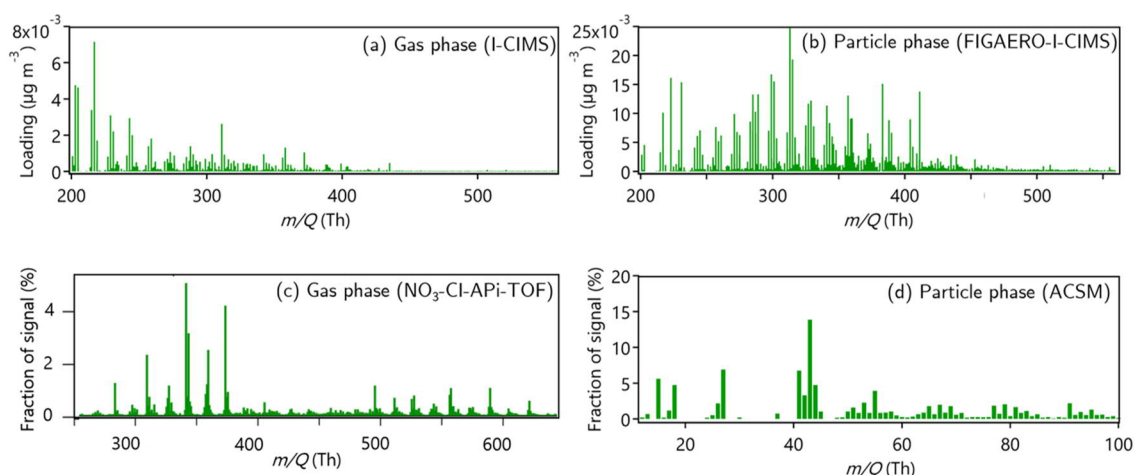 8x10⁻³
6
4
2
0
Loading (µg m⁻³)
(a) Gas phase (I-CIMS)
200
300
400
500
m/Q (Th)
25x10⁻³
20
15
10
5
0
Loading (µg m⁻³)
(b) Particle phase (FIGAERO-I-CIMS)
200
300
400
500
m/Q (Th)
4
2
0
Fraction of signal (%)
(c) Gas phase (NO₃-CI-APi-TOF)
300
400
500
600
m/Q (Th)
20
15
10
5
0
Fraction of signal (%)
(d) Particle phase (ACSM)
20
40
60
80
100
m/Q (Th)